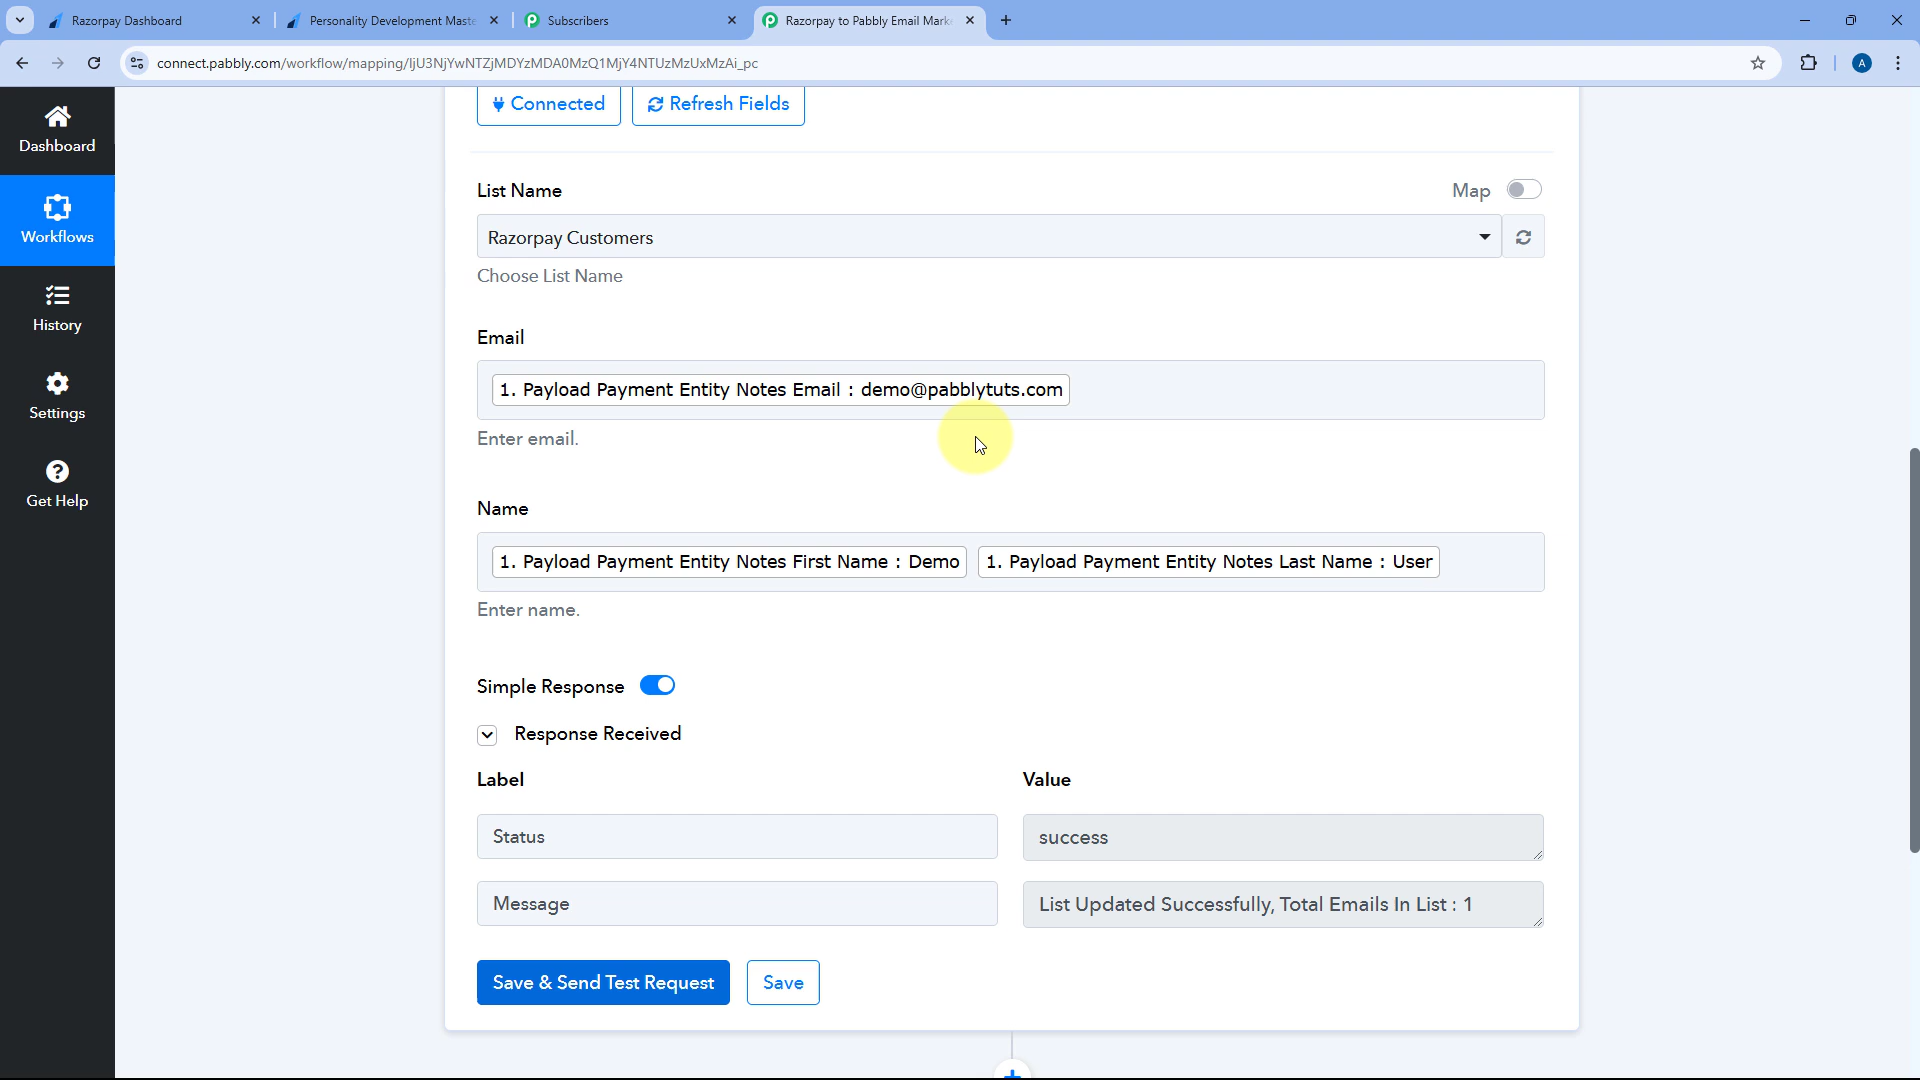 Razorpay Dashboard
Personality Development Maste
Subscribers
Razorpay to Pabbly Email Mark
connect.pabbly.com/workflow/mapping/IjU3NjYwNTZjMDYzMDA0MzQ1MjY4NTUzMzUxMzAi_pc
A
Connected
Refresh Fields
Dashboard
Workflows
History
Settings
Get Help
List Name
Map
Razorpay Customers
Choose List Name
Email
1. Payload Payment Entity Notes Email : demo@pabblytuts.com
Enter email.
Name
1. Payload Payment Entity Notes First Name : Demo
1. Payload Payment Entity Notes Last Name : User
Enter name.
Simple Response
Response Received
Label
Value
Status
success
Message
List Updated Successfully, Total Emails In List : 1
Save & Send Test Request
Save